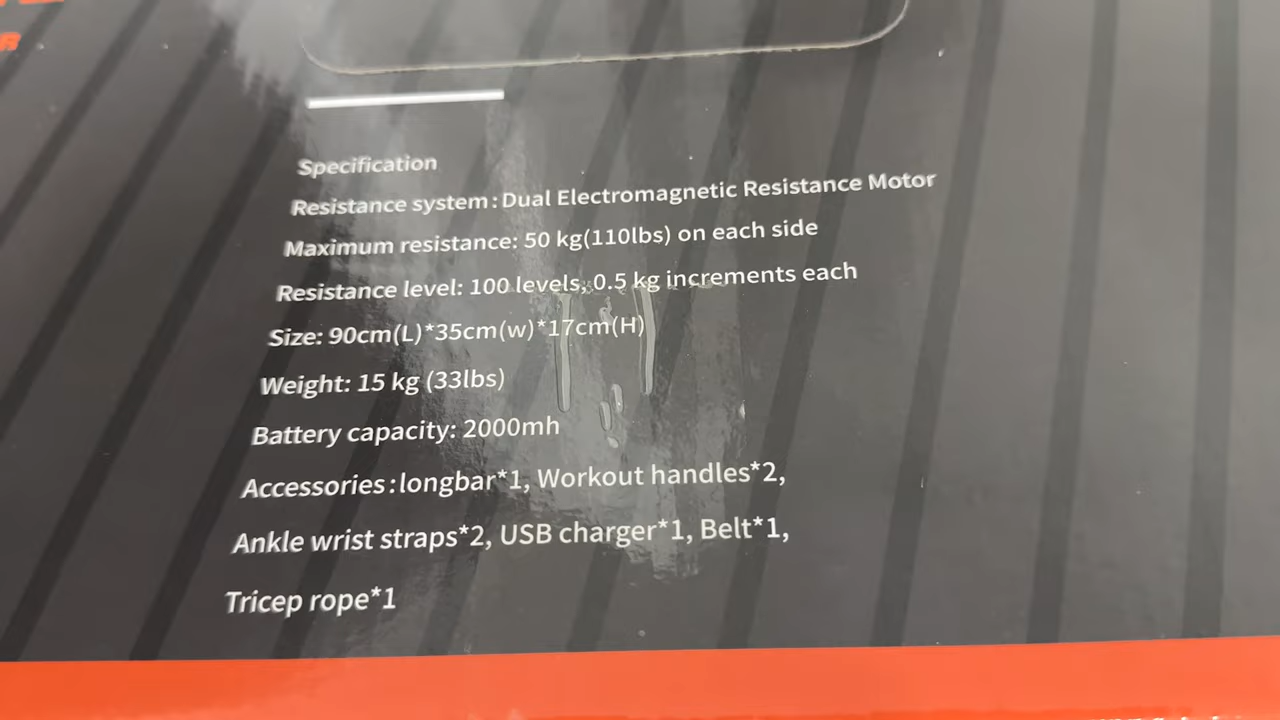 Specification
Resistance system:Dual Electromagnetic Resistance Motor
Maximum resistance: 50 kg(110lbs) on each side
Resistance level: 100 levels, 0.5 kg increments each
Size: 90cm(L)*35cm(w)*17cm(H)
Weight: 15 kg (33lbs)
Battery capacity: 2000mh
Accessories:longbar*1, Workout handles*2,
Ankle wrist straps*2, USB charger*1, Belt*1,
Tricep rope*1